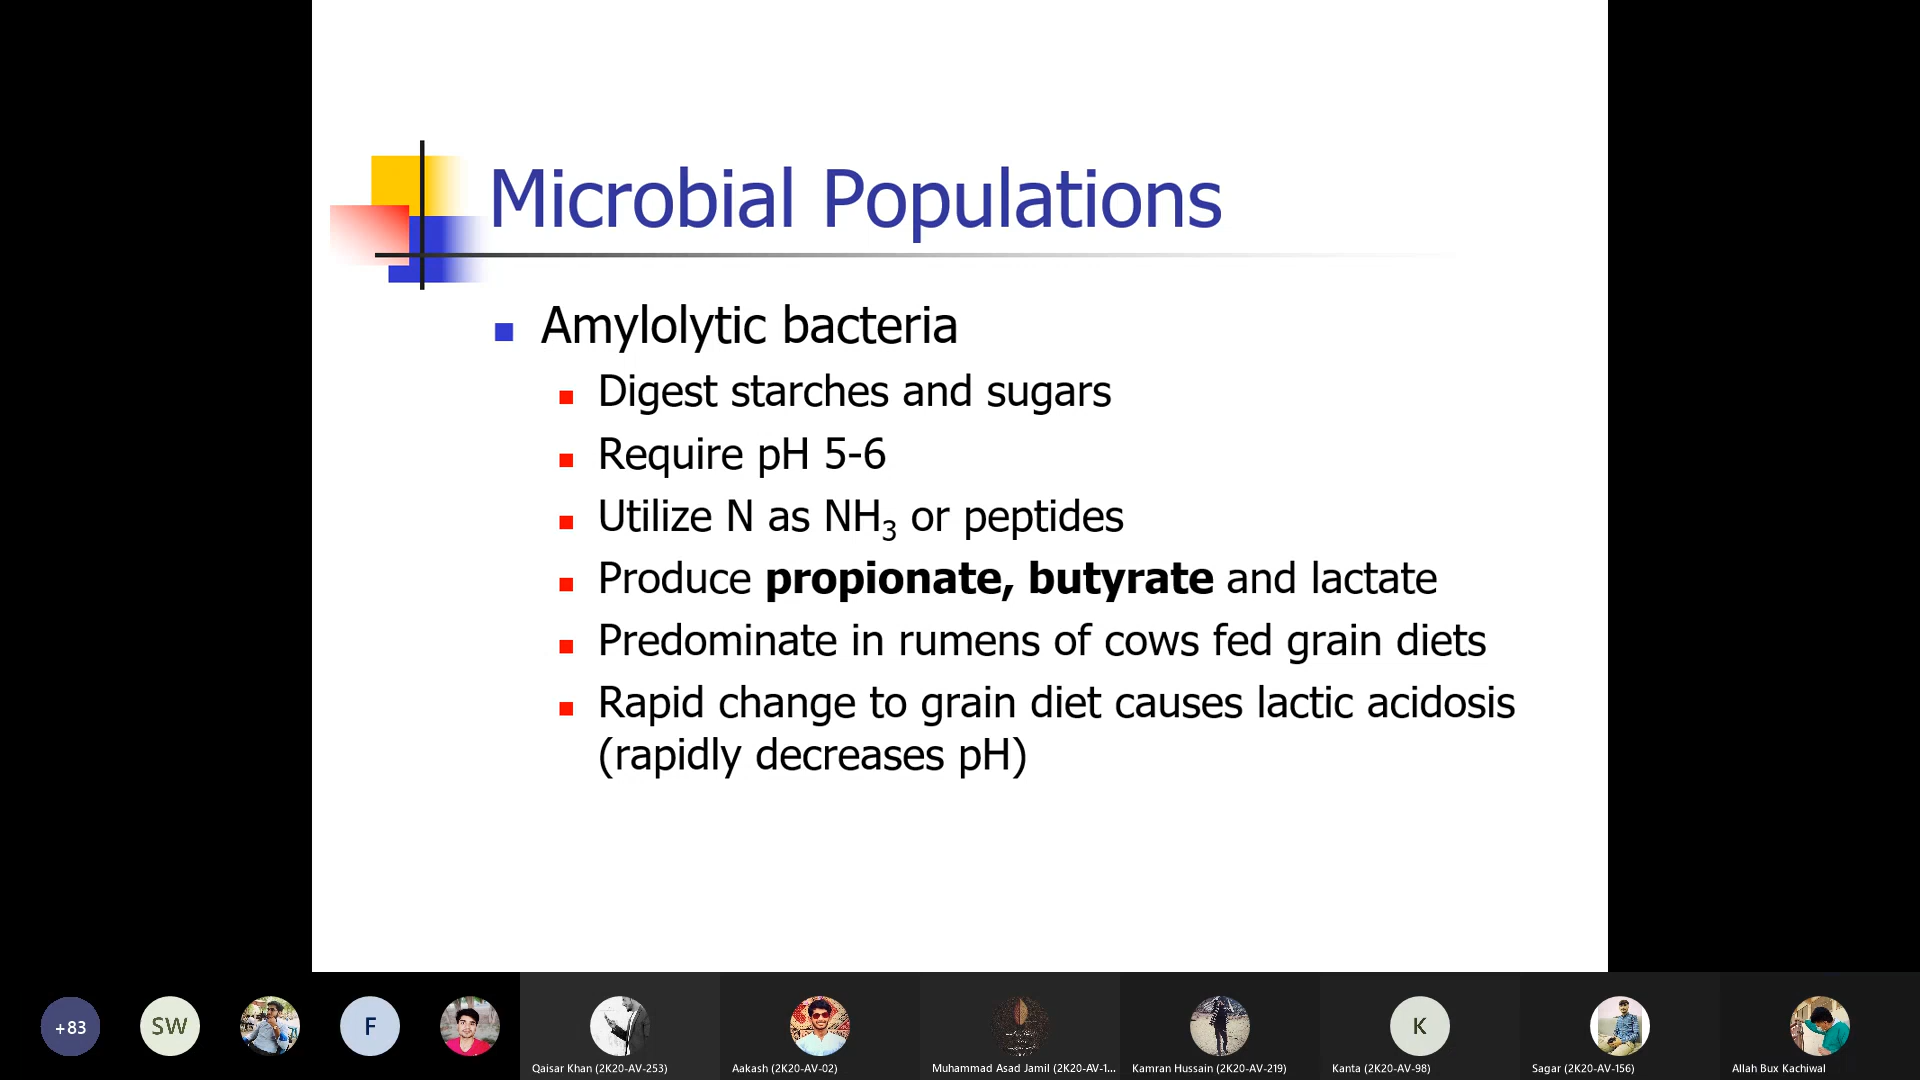 Microbial Populations
Amylolytic bacteria
Digest starches and sugars
Require pH 5-6
Utilize N as NH3 or peptides
Produce propionate, butyrate and lactate
Predominate in rumens of cows fed grain diets
Rapid change to grain diet causes lactic acidosis
(rapidly decreases pH)
+83
SW
F
K
Qaisar Khan (2K20-AV-253)
Aakash (2K20-AV-02)
Muhammad Asad Jamil (2K20-AV-1...
Kamran Hussain (2K20-AV-219)
Kanta (2K20-AV-98)
Sagar (2K20-AV-156)
Allah Bux Kachiwal